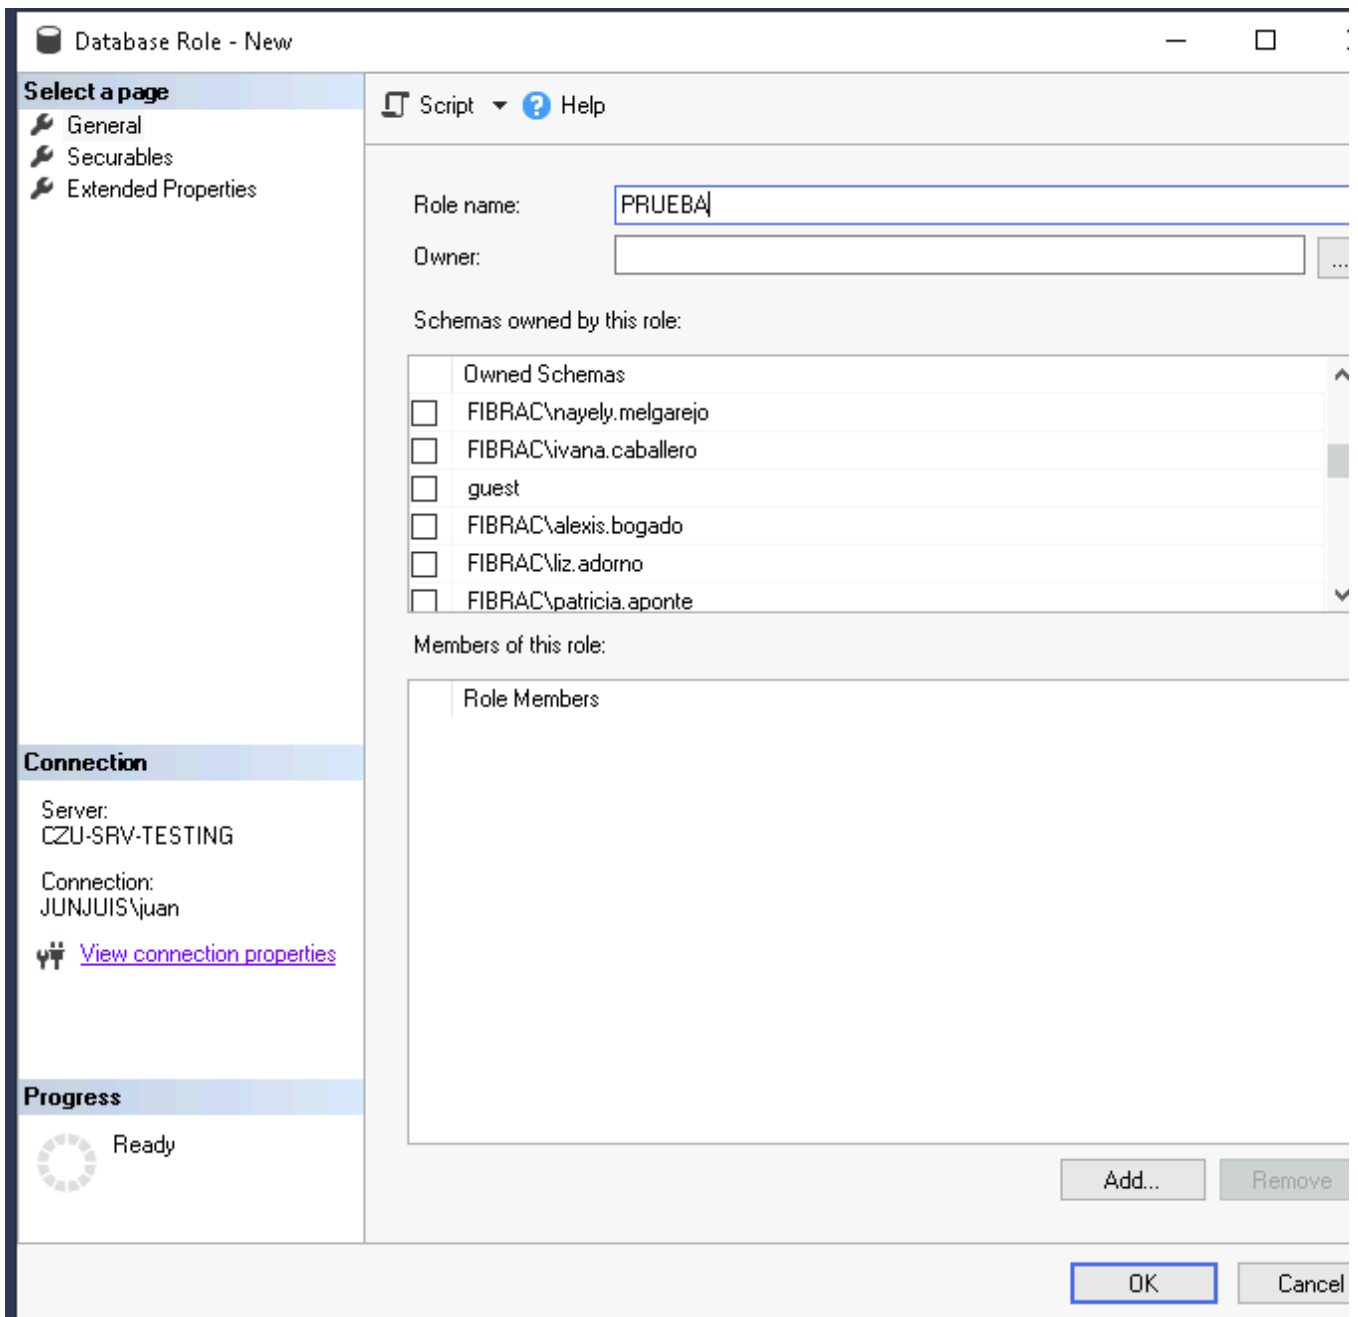 Database Role - New
Select a page
General
Securables
Extended Properties
Script
Help
Role name:
PRUEBA
Owner:
...
Schemas owned by this role:
Owned Schemas
FIBRAC\nayely.melgarejo
FIBRAC\ivana.caballero
guest
FIBRAC\alexis.bogado
FIBRAC\liz.adorno
FIBRAC\patricia.aponte
Members of this role:
Role Members
Connection
Server:
CZU-SRV-TESTING
Connection:
JUNJUIS\juan
View connection properties
Progress
Ready
Add...
Remove
OK
Cancel